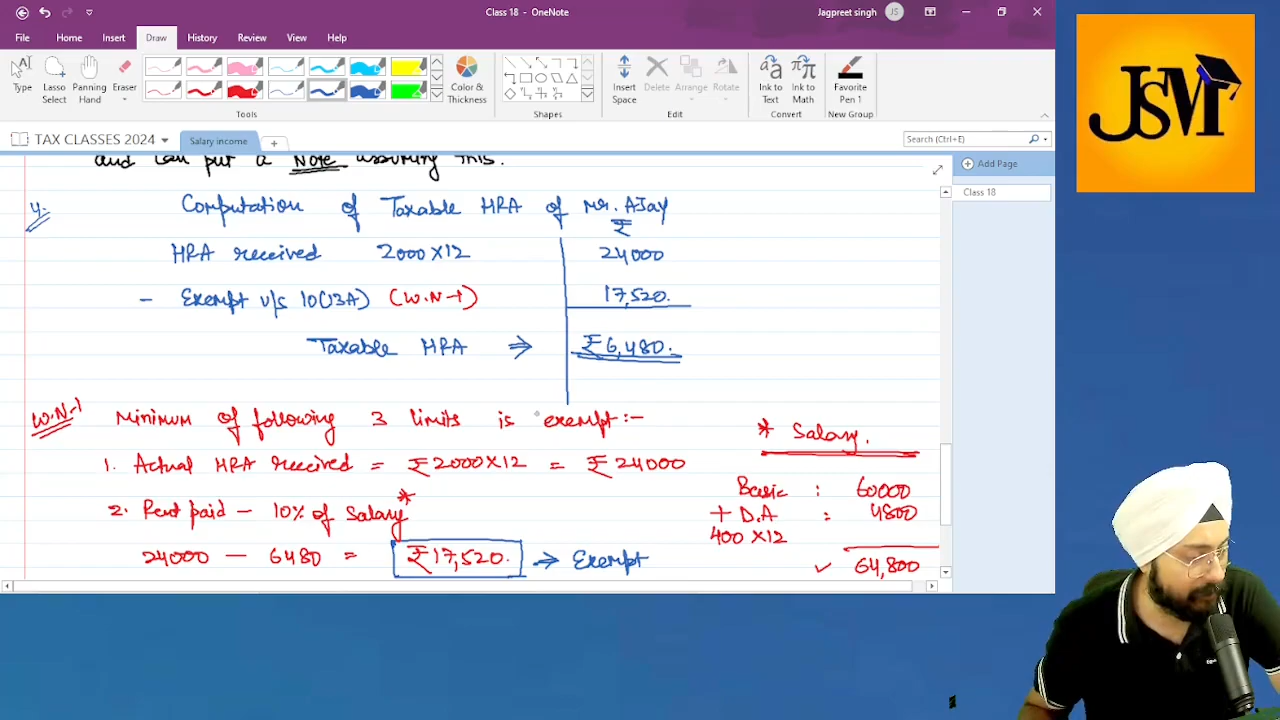 Class 18 - OneNote
Jagpreet singh JS
File Home Insert Draw History Review View Help
Type Lasso Select Panning Hand Eraser Color & Thickness Insert Space Delete Arrange Rotate Ink to Text Ink to Math Favorite Pen 1
Tools Shapes Edit Convert New Group
TAX CLASSES 2024 Salary income + Search (Ctrl+E)
Add Page
Class 18
and can put a Note assuming this.
4. Computation of Taxable HRA of Mr. AJay
₹
HRA received 2000×12 24000
- Exempt v/s 10(13A) (W.N-1) 17,520.
Taxable HRA ⇒ ₹6,480.
W.N-1 Minimum of following 3 limits is exempt:-
1. Actual HRA received = ₹2000×12 = ₹24000
2. Rent paid - 10% of Salary*
24000 - 6480 = ₹17,520. → Exempt
* Salary.
Basic : 60000
+ D.A = 4800
400×12
✓ 64,800
JSM